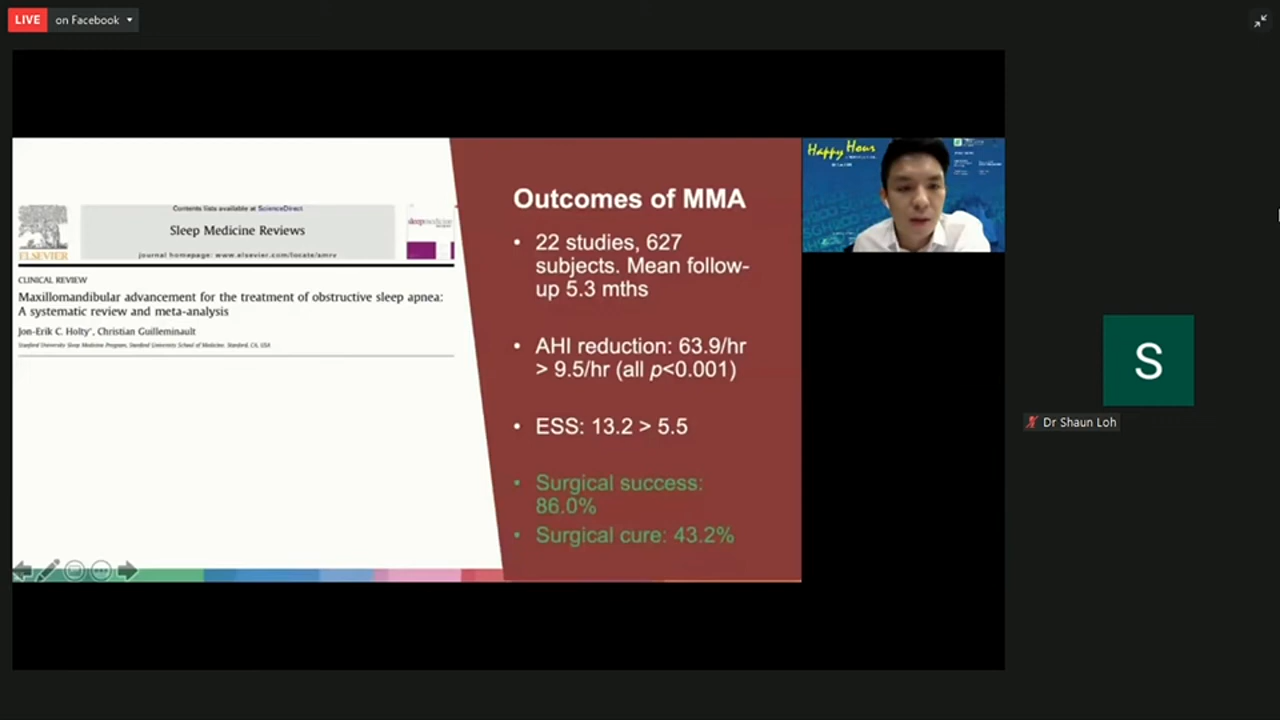 LIVE on Facebook
Contents lists available at ScienceDirect
Sleep Medicine Reviews
journal homepage: www.elsevier.com/locate/smrv
ELSEVIER
sleepmedicine
CLINICAL REVIEW
Maxillomandibular advancement for the treatment of obstructive sleep apnea:
A systematic review and meta-analysis
Jon-Erik C. Holty*, Christian Guilleminault
Stanford University Sleep Medicine Program, Stanford University School of Medicine, Stanford, CA, USA
Outcomes of MMA
• 22 studies, 627
subjects. Mean follow-
up 5.3 mths
• AHI reduction: 63.9/hr
> 9.5/hr (all p<0.001)
• ESS: 13.2 > 5.5
• Surgical success:
86.0%
• Surgical cure: 43.2%
Happy Hour
S
Dr Shaun Loh